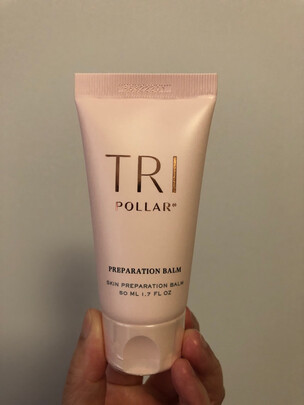 TRI
POLLAR®
PREPARATION BALM
SKIN PREPARATION BALM
50 ML 1.7 FL OZ